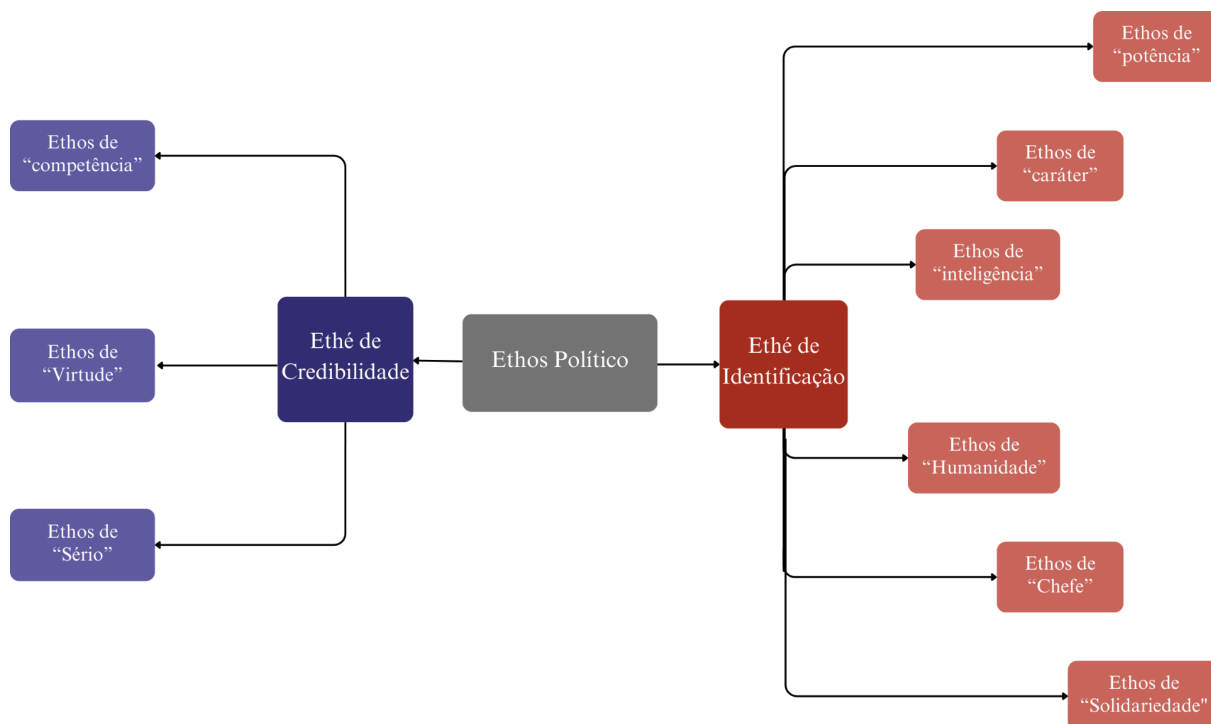 Ethos de
“potência”
Ethos de
“competência”
Ethos de
“caráter”
Ethos de
“inteligência”
Ethé de
Credibilidade
Ethos Político
Ethé de
Identificação
Ethos de
“Virtude”
Ethos de
“Humanidade”
Ethos de
“Sério”
Ethos de
“Chefe”
Ethos de
“Solidariedade"